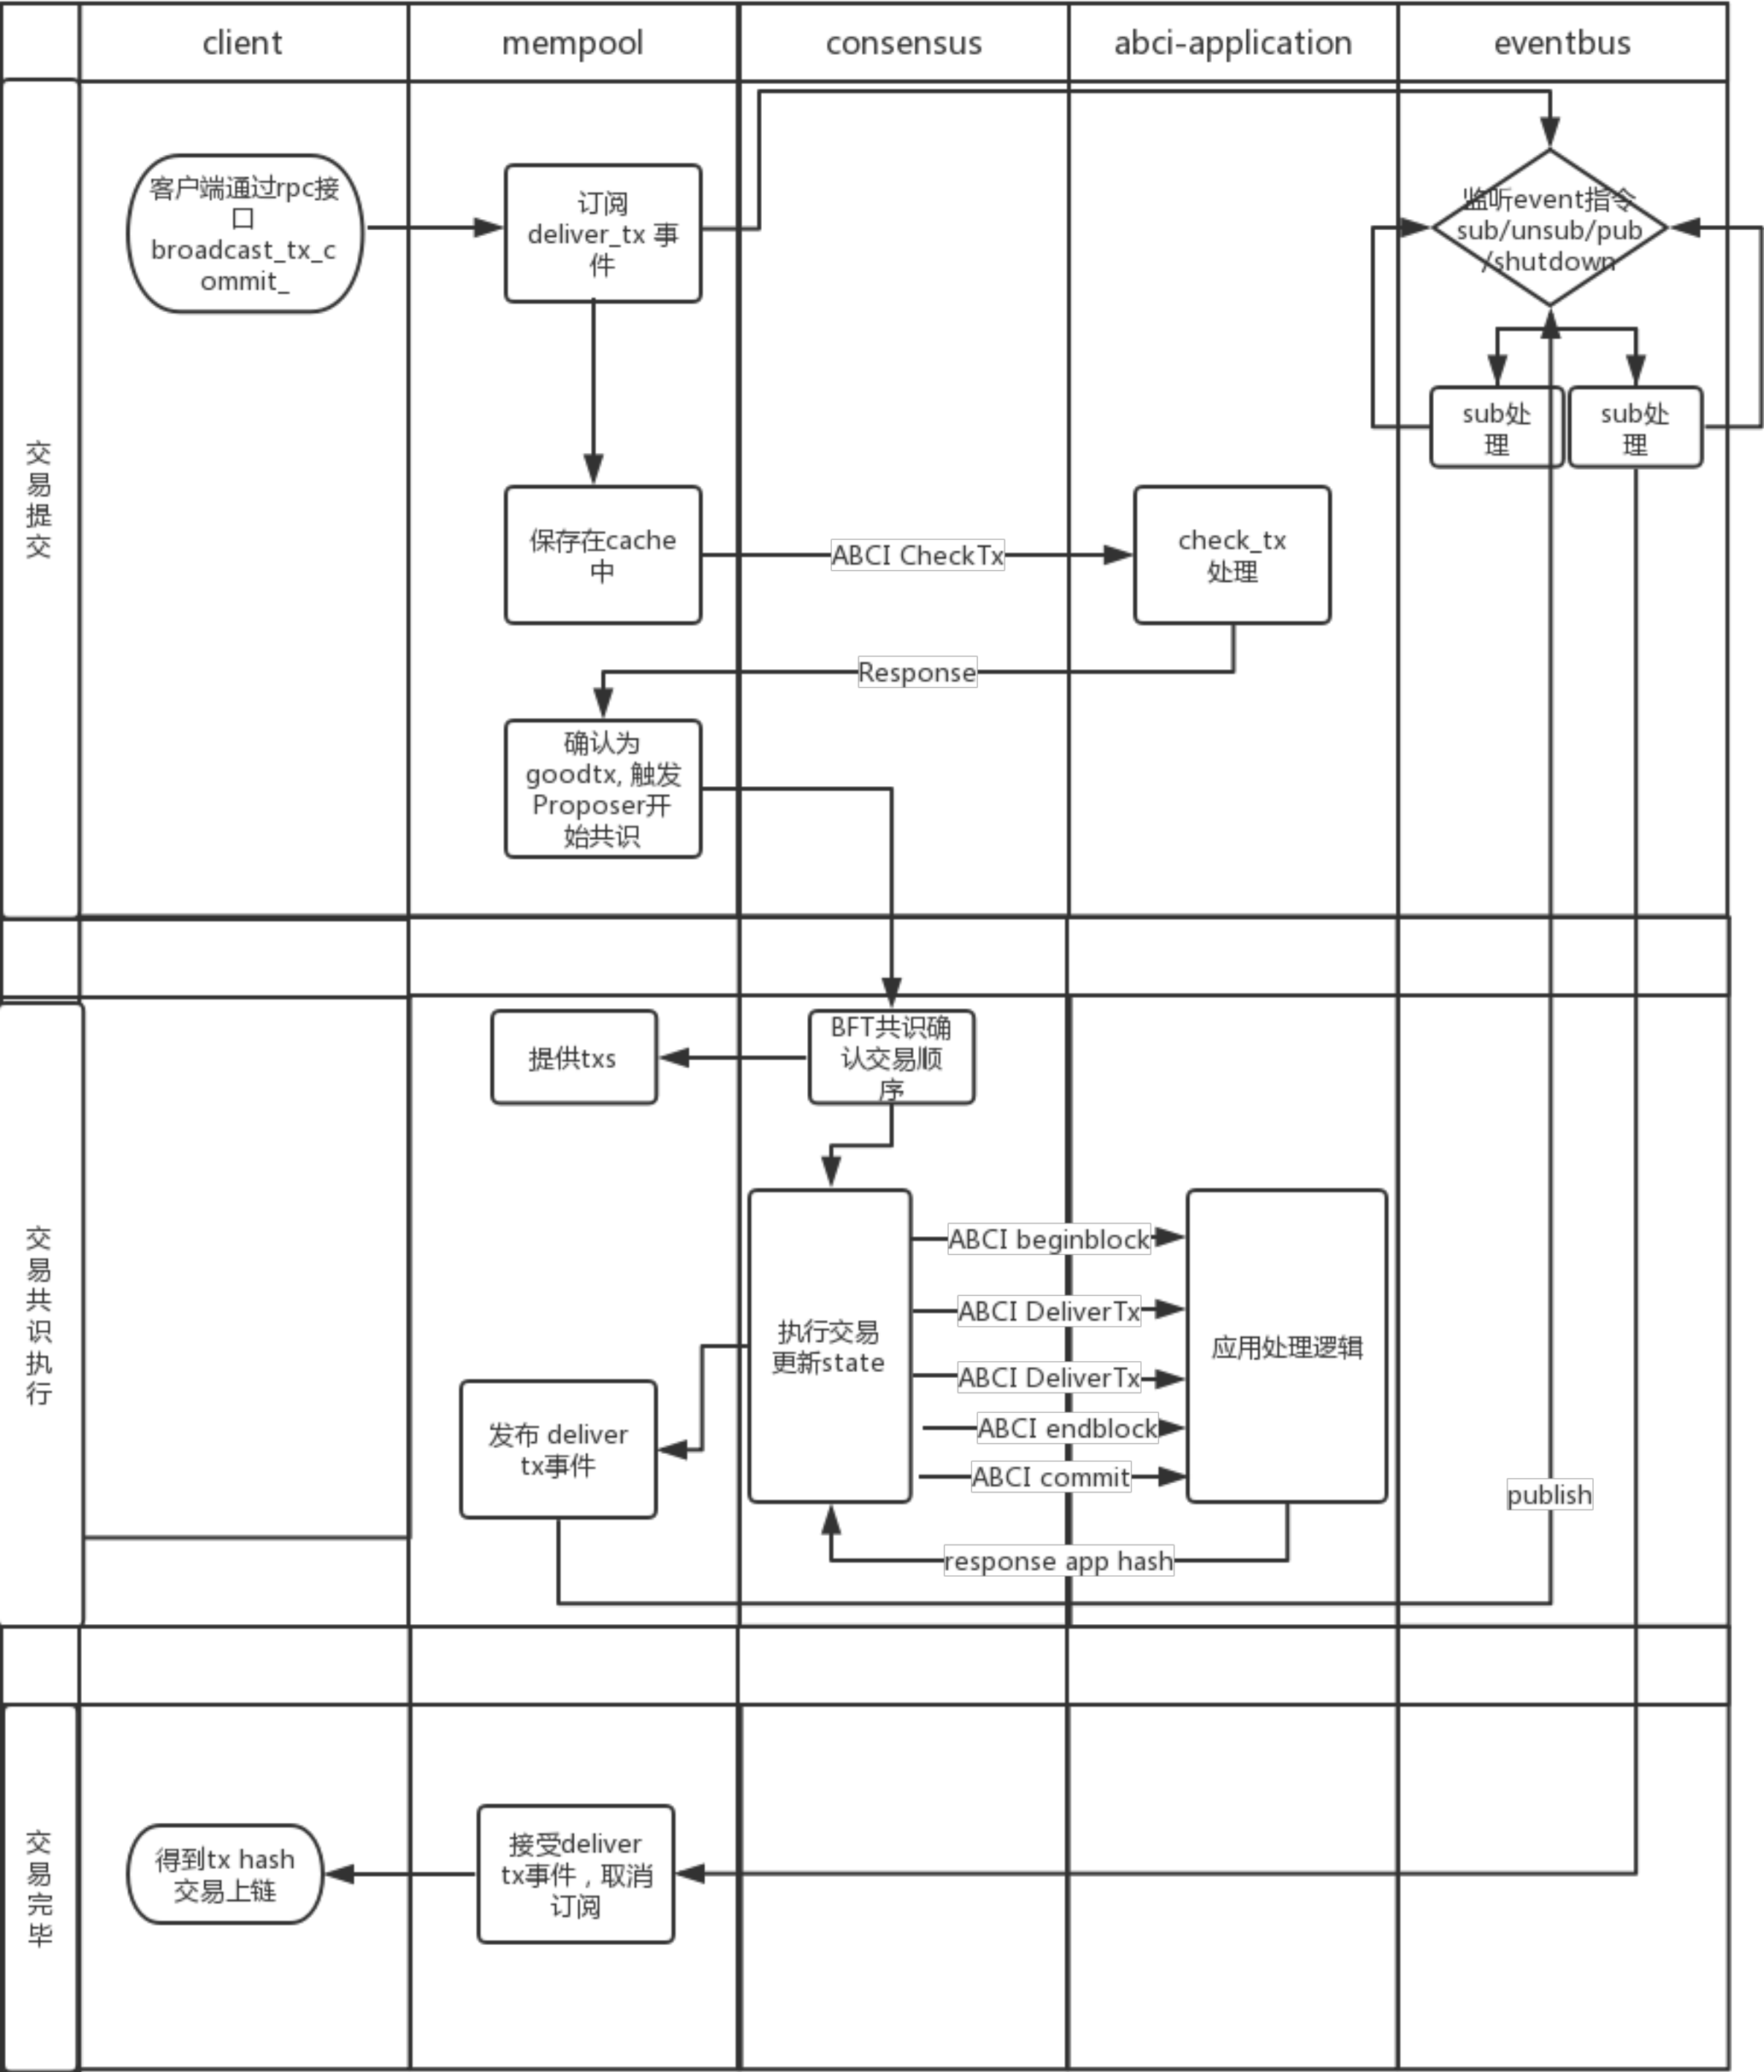 client
mempool
consensus
abci-application
eventbus
交
易
提
交
客户端通过rpc接
口
broadcast_tx_c
ommit_
订阅
deliver_tx 事
件
监听event指令
sub/unsub/pub
/shutdown
sub处
理
sub处
理
保存在cache
中
ABCI CheckTx
check_tx
处理
Response
确认为
goodtx, 触发
Proposer开
始共识
交
易
共
识
执
行
提供txs
BFT共识确
认交易顺
序
执行交易
更新state
ABCI beginblock
ABCI DeliverTx
ABCI DeliverTx
ABCI endblock
ABCI commit
应用处理逻辑
发布 deliver
tx事件
publish
response app hash
交
易
完
毕
得到tx hash
交易上链
接受deliver
tx事件，取消
订阅